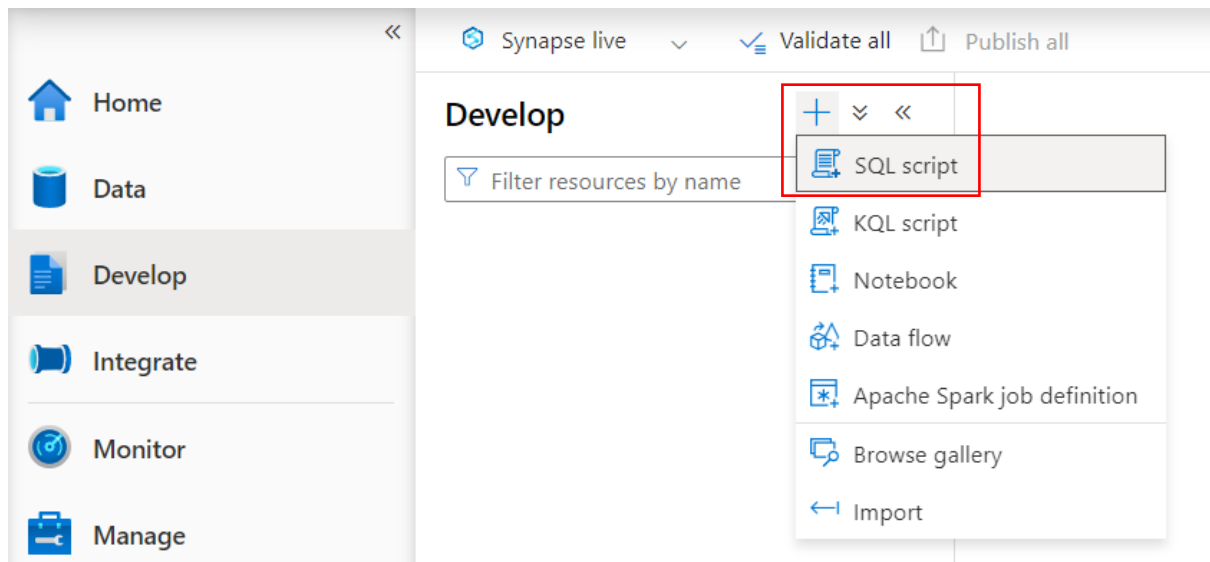 Synapse live
Validate all
Publish all
Home
Data
Develop
Integrate
Monitor
Manage
Develop
Filter resources by name
SQL script
KQL script
Notebook
Data flow
Apache Spark job definition
Browse gallery
Import